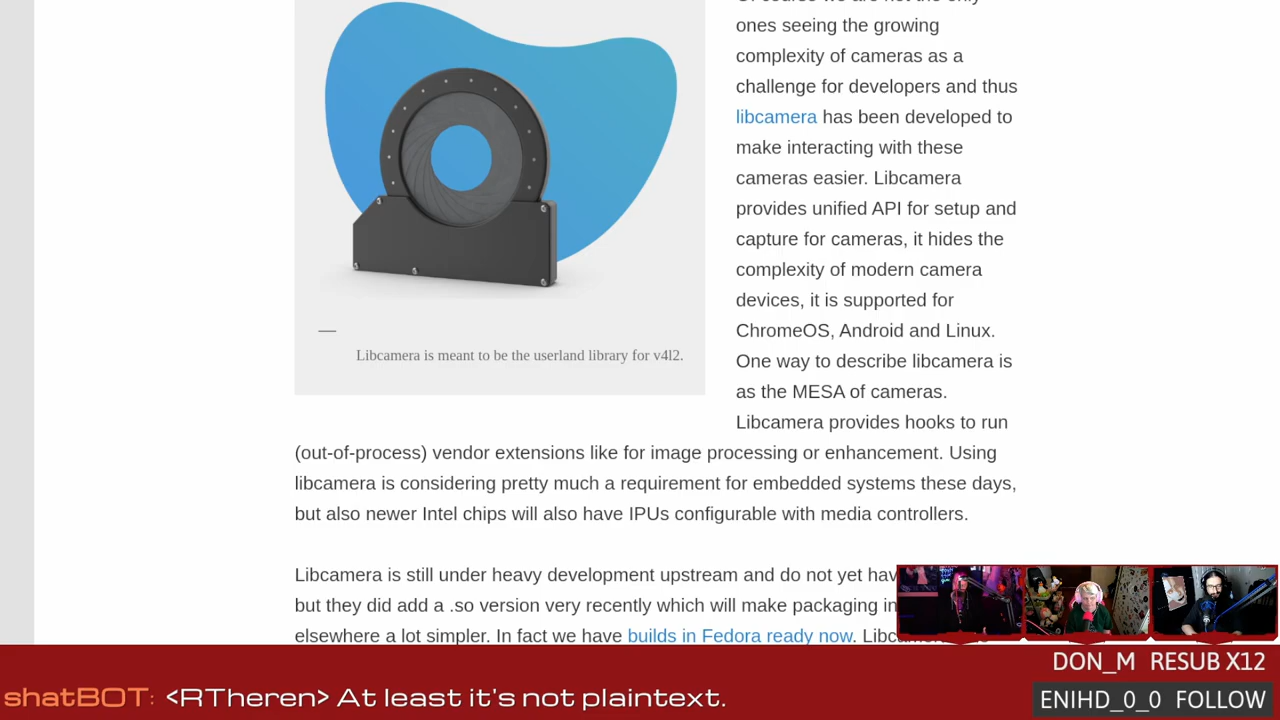 ones seeing the growing
complexity of cameras as a
challenge for developers and thus
libcamera has been developed to
make interacting with these
cameras easier. Libcamera
provides unified API for setup and
capture for cameras, it hides the
complexity of modern camera
devices, it is supported for
ChromeOS, Android and Linux.
One way to describe libcamera is
as the MESA of cameras.
Libcamera provides hooks to run
—
Libcamera is meant to be the userland library for v4l2.
(out-of-process) vendor extensions like for image processing or enhancement. Using
libcamera is considering pretty much a requirement for embedded systems these days,
but also newer Intel chips will also have IPUs configurable with media controllers.
Libcamera is still under heavy development upstream and do not yet
but they did add a .so version very recently which will make packaging
elsewhere a lot simpler. In fact we have builds in Fedora ready now.
DON_M RESUB X12
shatBOT: <RTheren> At least it's not plaintext.
ENIHD_0_0 FOLLOW